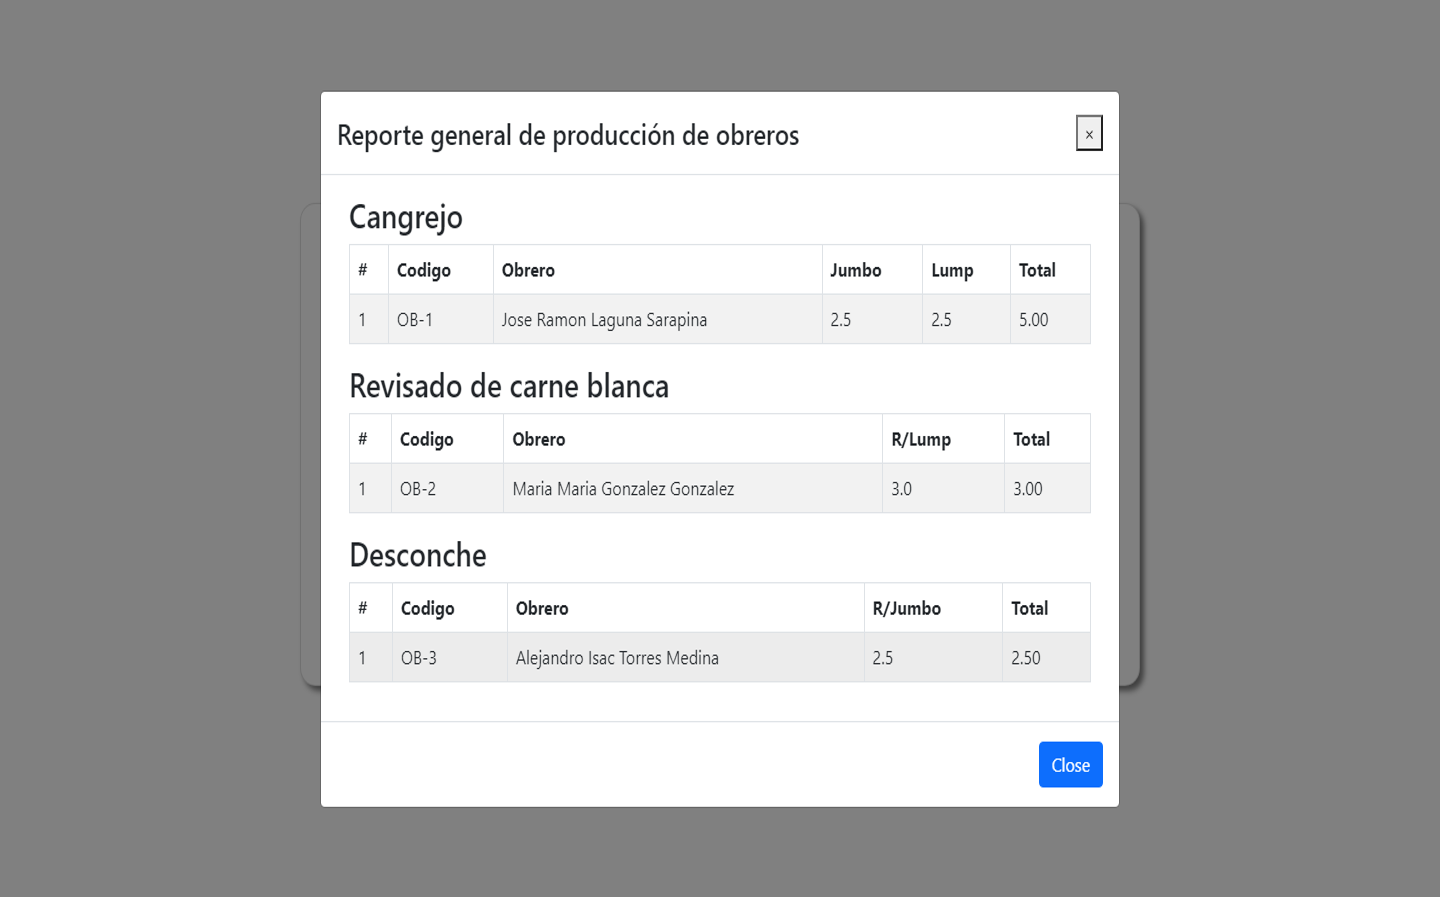 Reporte general de producción de obreros ×
Cangrejo
# Codigo Obrero Jumbo Lump Total
1 OB-1 Jose Ramon Laguna Sarapina 2.5 2.5 5.00
Revisado de carne blanca
# Codigo Obrero R/Lump Total
1 OB-2 Maria Maria Gonzalez Gonzalez 3.0 3.00
Desconche
# Codigo Obrero R/Jumbo Total
1 OB-3 Alejandro Isac Torres Medina 2.5 2.50
Close